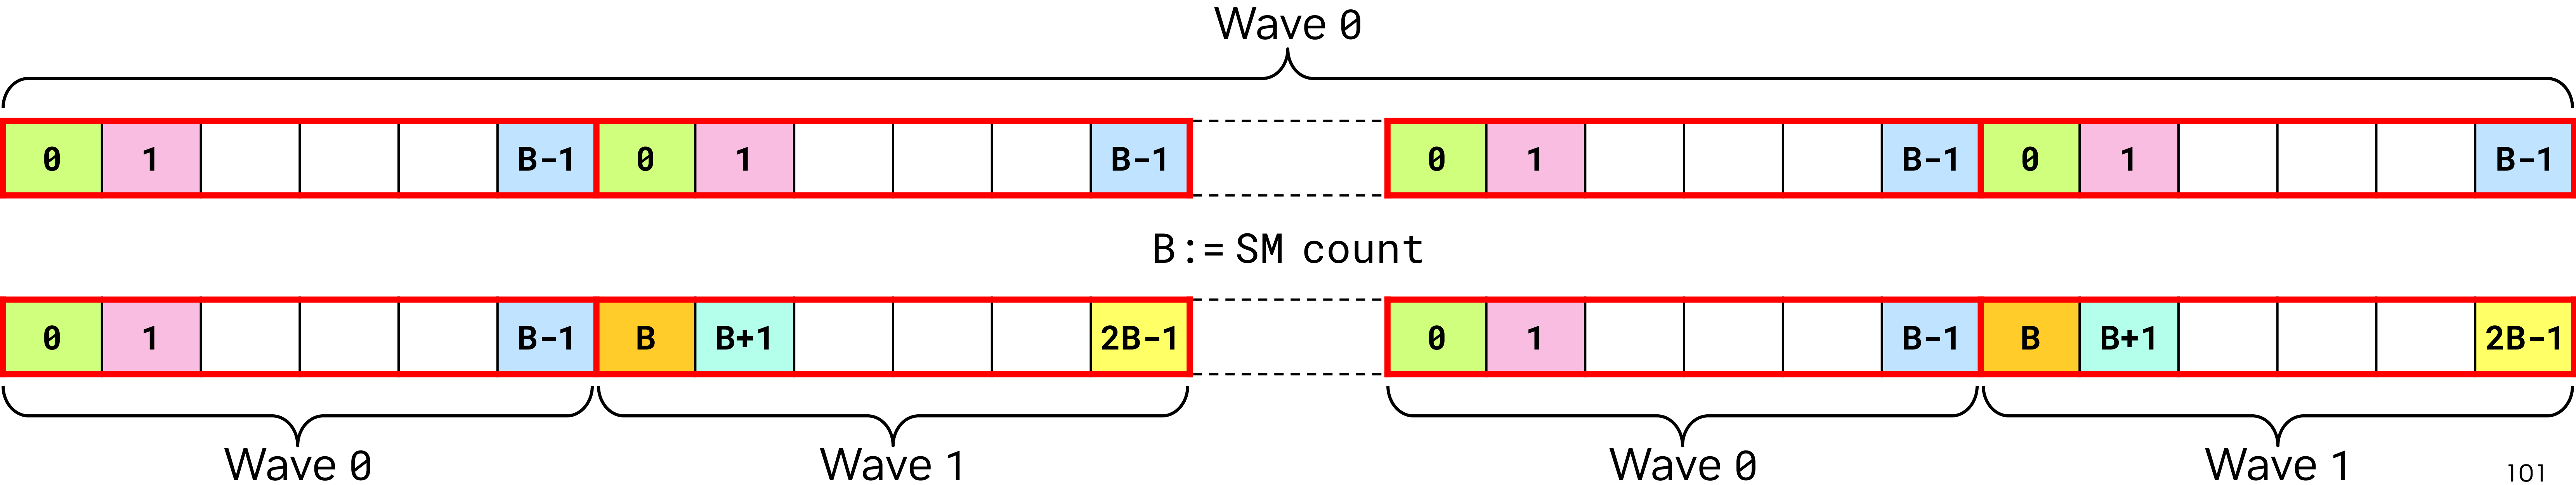 Wave 0
0 1 B-1 0 1 B-1 0 1 B-1 0 1 B-1
B:= SM count
0 1 B-1 B B+1 2B-1 0 1 B-1 B B+1 2B-1
Wave 0 Wave 1 Wave 0 Wave 1
101